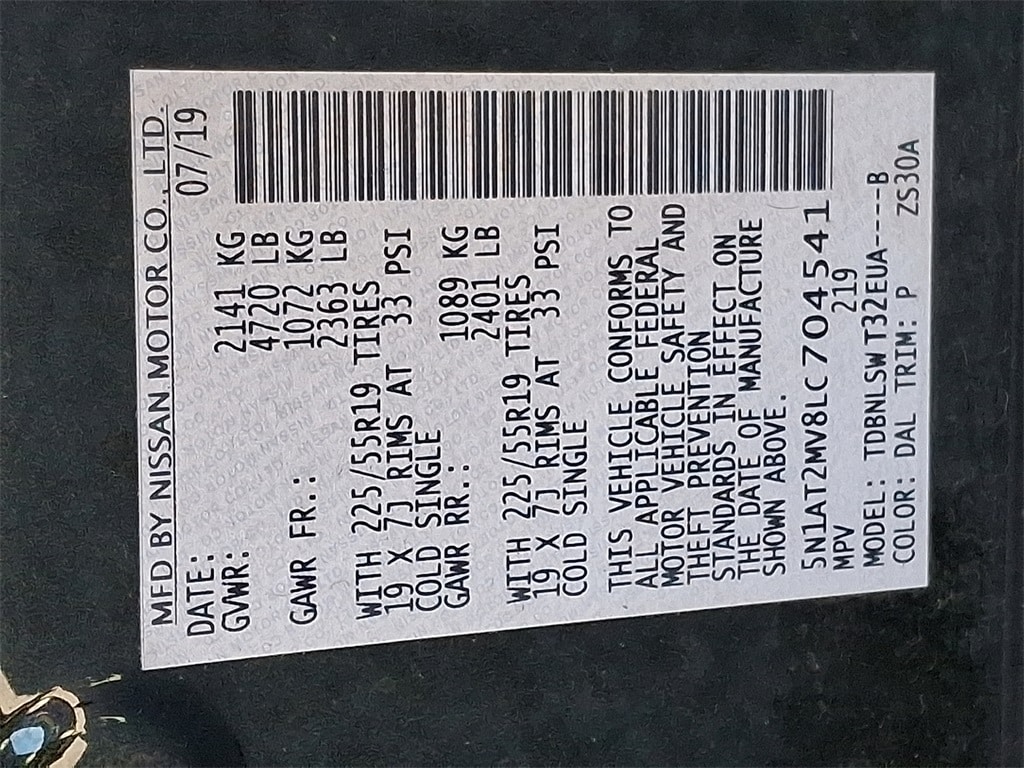 MFD BY NISSAN MOTOR CO., LTD.
DATE: 07/19
GVWR: 2141 KG
4720 LB
GAWR FR.: 1072 KG
2363 LB
WITH 225/55R19 TIRES
19 X 7J RIMS AT 33 PSI
COLD SINGLE
GAWR RR.: 1089 KG
2401 LB
WITH 225/55R19 TIRES
19 X 7J RIMS AT 33 PSI
COLD SINGLE
THIS VEHICLE CONFORMS TO
ALL APPLICABLE FEDERAL
MOTOR VEHICLE SAFETY AND
THEFT PREVENTION
STANDARDS IN EFFECT ON
THE DATE OF MANUFACTURE
SHOWN ABOVE.
5N1AT2MV8LC704541
MPV 219
MODEL: TDBNLSW T32EUA-----B
COLOR: DAL TRIM: P ZS30A